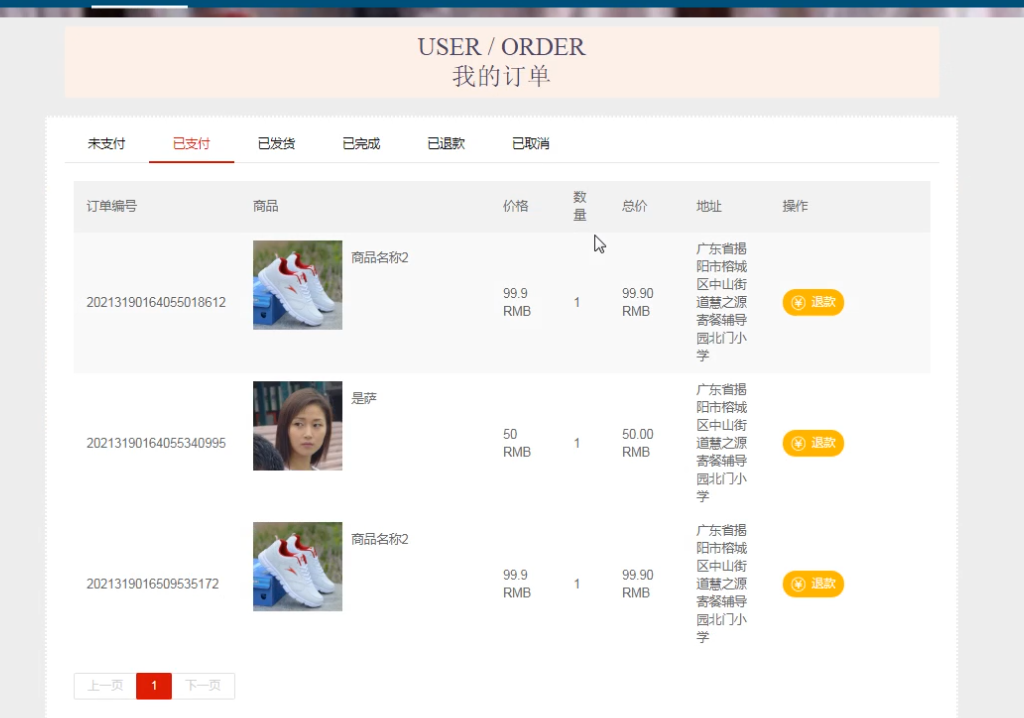 USER / ORDER
我的订单
未支付 已支付 已发货 已完成 已退款 已取消
订单编号 商品 价格 数量 总价 地址 操作
20213190164055018612 商品名称2 99.9 RMB 1 99.90 RMB 广东省揭阳市榕城区中山街道慧之源寄餐辅导园北门小学 退款
20213190164055340995 是萨 50 RMB 1 50.00 RMB 广东省揭阳市榕城区中山街道慧之源寄餐辅导园北门小学 退款
2021319016509535172 商品名称2 99.9 RMB 1 99.90 RMB 广东省揭阳市榕城区中山街道慧之源寄餐辅导园北门小学 退款
上一页 1 下一页